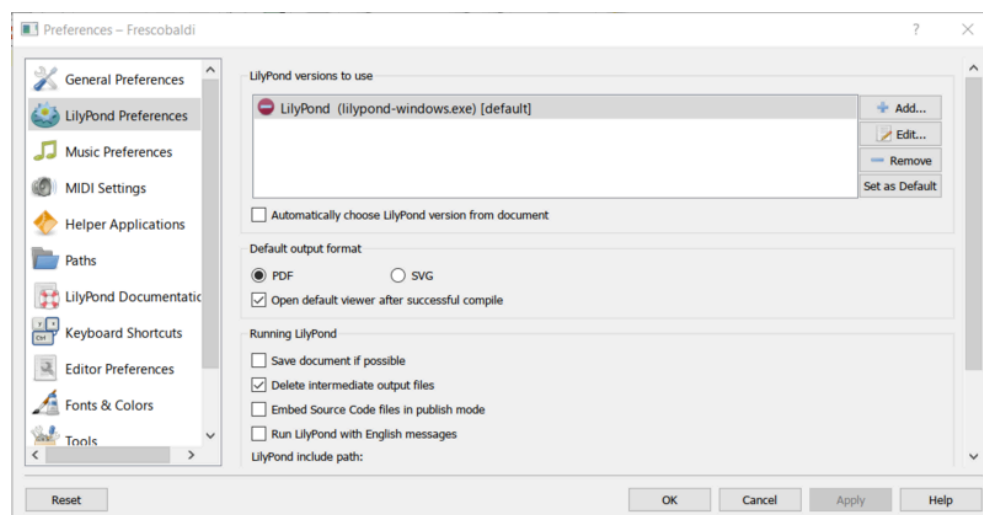 Preferences – Frescobaldi
?
General Preferences
LilyPond Preferences
Music Preferences
MIDI Settings
Helper Applications
Paths
LilyPond Documentatic
Keyboard Shortcuts
Editor Preferences
Fonts & Colors
Tools
LilyPond versions to use
LilyPond (lilypond-windows.exe) [default]
Add...
Edit...
Remove
Set as Default
Automatically choose LilyPond version from document
Default output format
PDF
SVG
Open default viewer after successful compile
Running LilyPond
Save document if possible
Delete intermediate output files
Embed Source Code files in publish mode
Run LilyPond with English messages
LilyPond include path:
Reset
OK
Cancel
Apply
Help